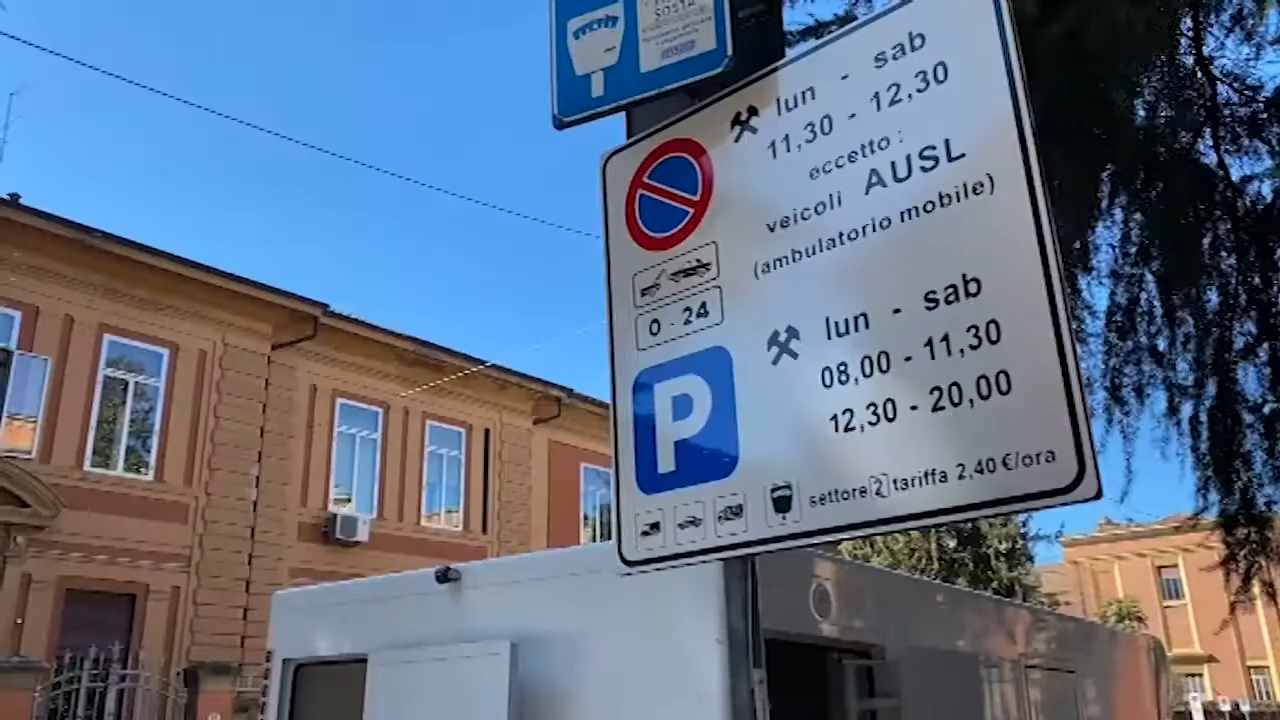 SOSTA
lun - sab
11,30 - 12,30
eccetto :
veicoli AUSL
(ambulatorio mobile)
0 - 24
P
lun - sab
08,00 - 11,30
12,30 - 20,00
settore 2 tariffa 2,40 €/ora